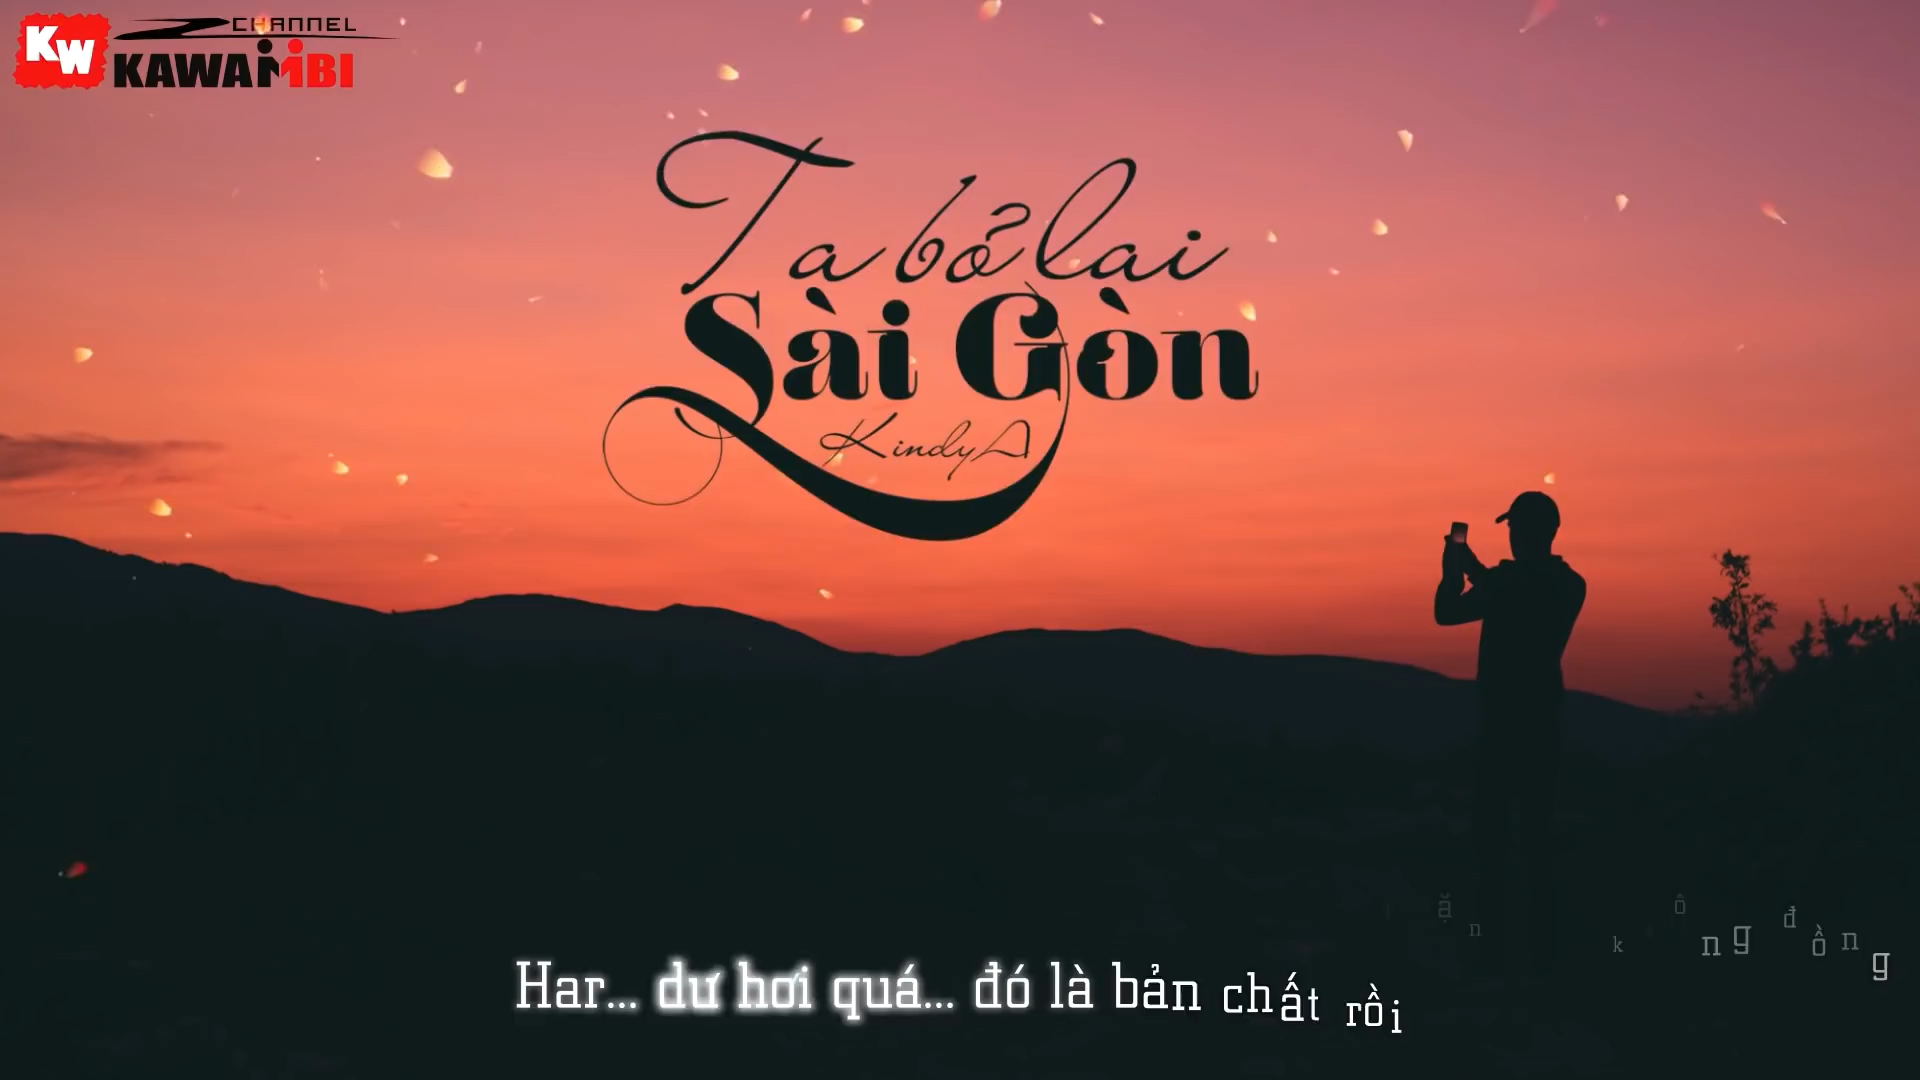 KW
CHANNEL
KAWAIIBI
Ta bỏ lại
Sài Gòn
KindyA
Har... dư hơi quá... đó là bản chất rồi